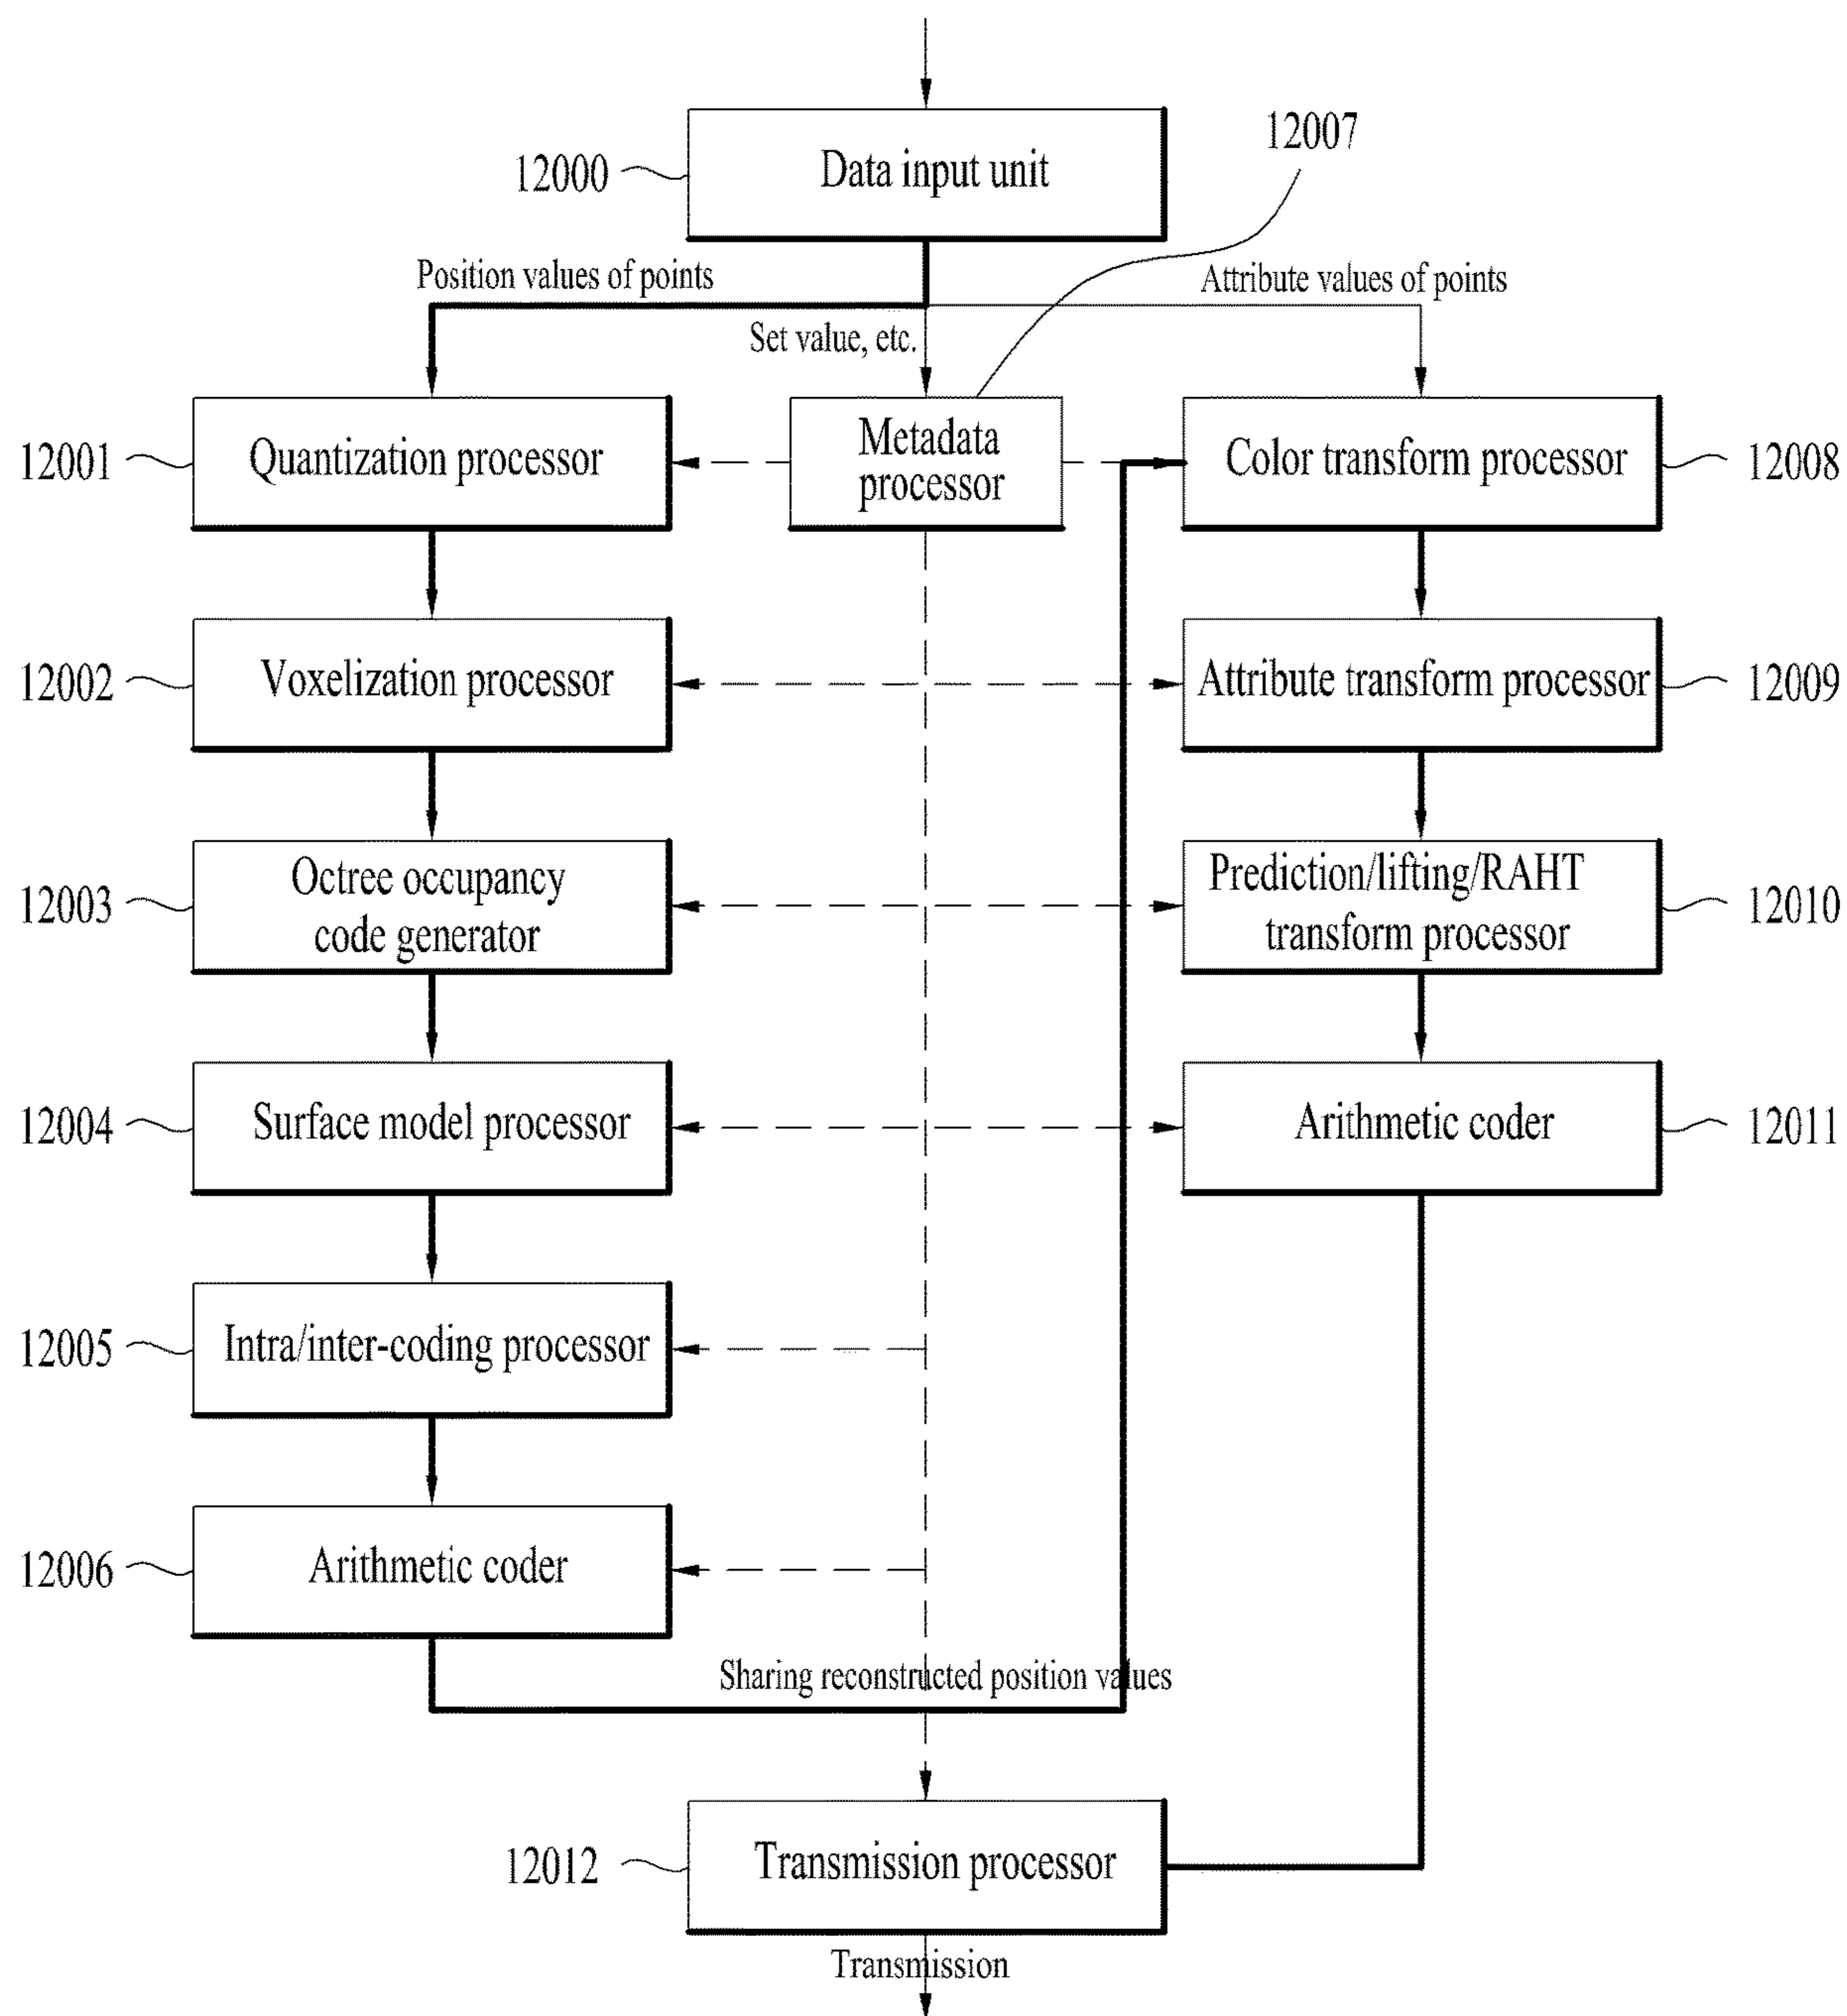 12007
12000
Data input unit
Position values of points
Attribute values of points
Set value, etc.
12001
Quantization processor
Metadata
processor
Color transform processor
12008
12002
Voxelization processor
Attribute transform processor
12009
12003
Octree occupancy
code generator
Prediction/lifting/RAHT
transform processor
12010
12004
Surface model processor
Arithmetic coder
12011
12005
Intra/inter-coding processor
12006
Arithmetic coder
Sharing reconstructed position values
12012
Transmission processor
Transmission